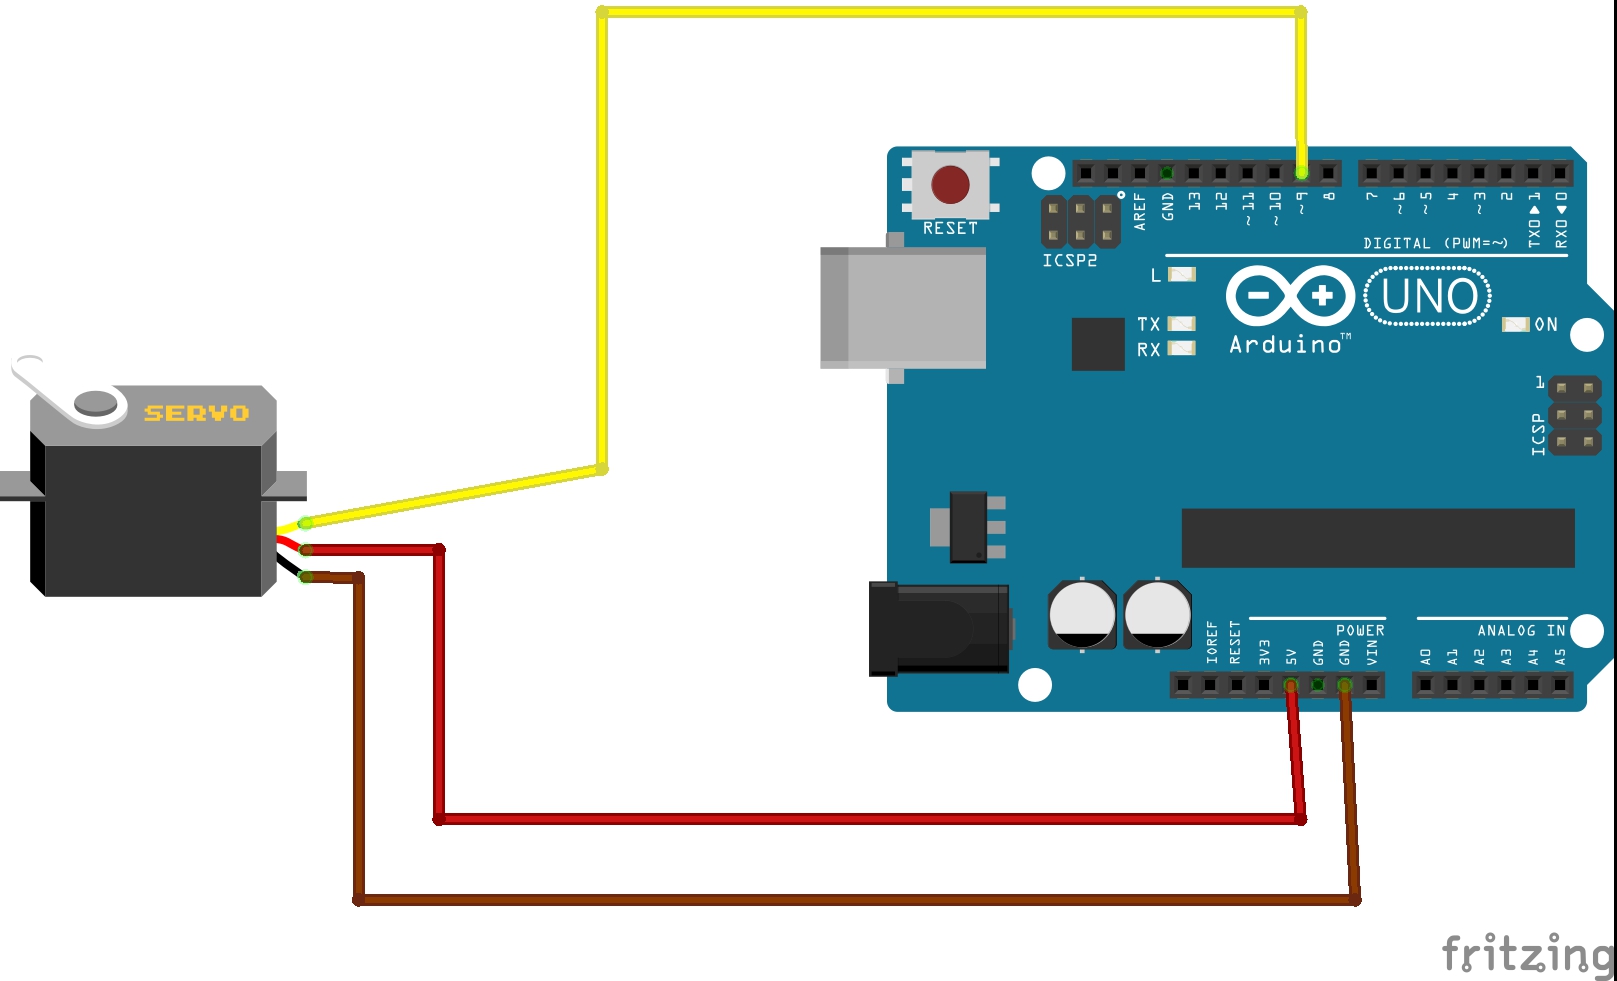 RESET
ICSP2
AREF
GND
13
12
~11
~10
~9
8
7
~6
~5
4
~3
2
TX0▶1
RX0◀0
DIGITAL (PWM=~)
L
TX
RX
UNO
Arduino™
ON
1
ICSP
SERVO
IOREF
RESET
3V3
5V
GND
GND
VIN
POWER
ANALOG IN
A0
A1
A2
A3
A4
A5
fritzing